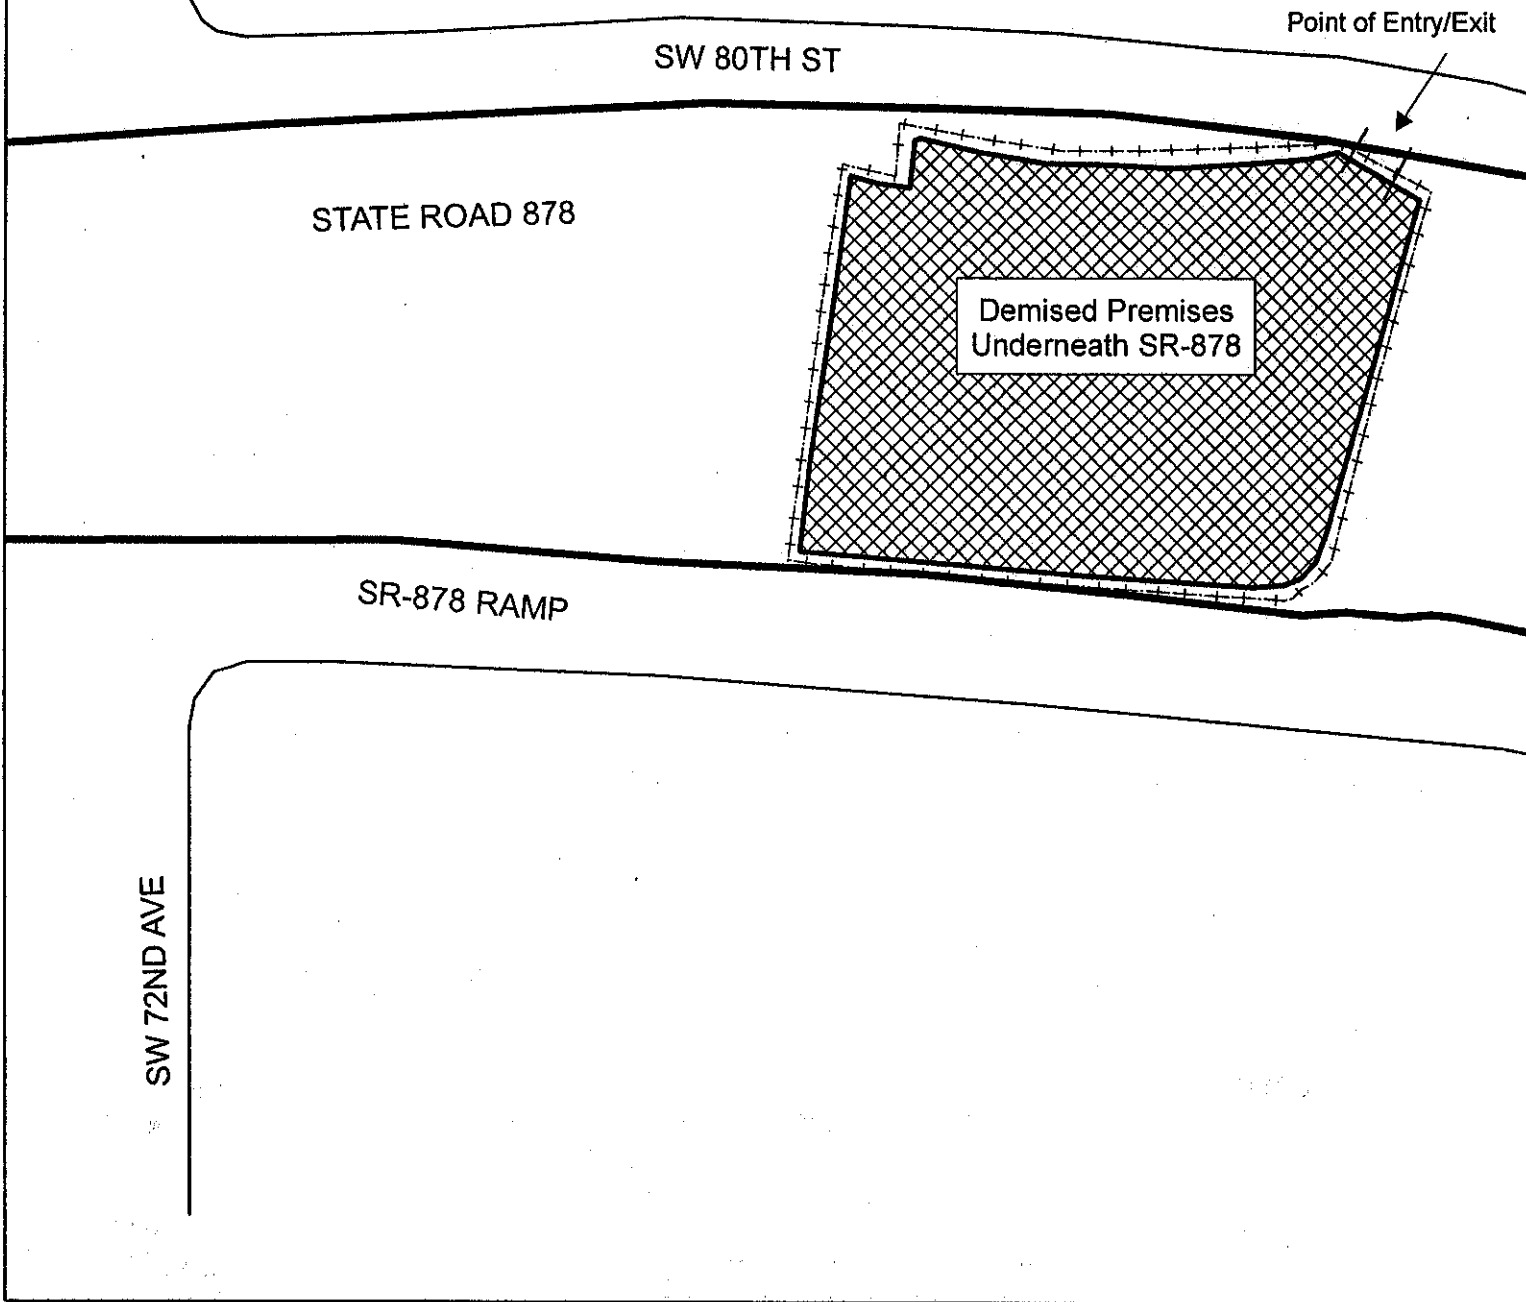 Point of Entry/Exit
SW 80TH ST
STATE ROAD 878
Demised Premises
Underneath SR-878
SR-878 RAMP
SW 72ND AVE